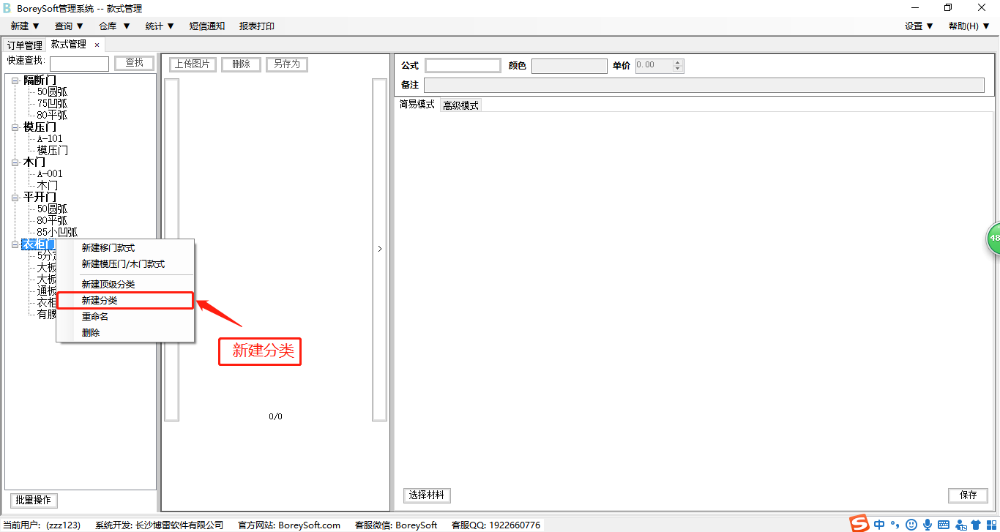 BoreySoft管理系统 -- 款式管理
新建 ▼ 查询 ▼ 仓库 ▼ 统计 ▼ 短信通知 报表打印 设置 ▼ 帮助(H) ▼
订单管理 款式管理 ×
快速查找: 查找
隔断门
50圆弧
75凹弧
80平弧
模压门
A-101
模压门
木门
A-001
木门
平开门
50圆弧
80平弧
85小凹弧
衣柜门
大板
大板
通板
衣柜
批量操作
新建移门款式
新建模压门/木门款式
新建顶级分类
新建分类
重命名
删除
新建分类
上传图片 删除 另存为
0/0
公式 颜色 单价 0.00
备注
简易模式 高级模式
选择材料 保存
48
当前用户: (zzz123) 系统开发: 长沙博雷软件有限公司 官方网站: BoreySoft.com 客服微信: BoreySoft 客服QQ: 1922660776
中